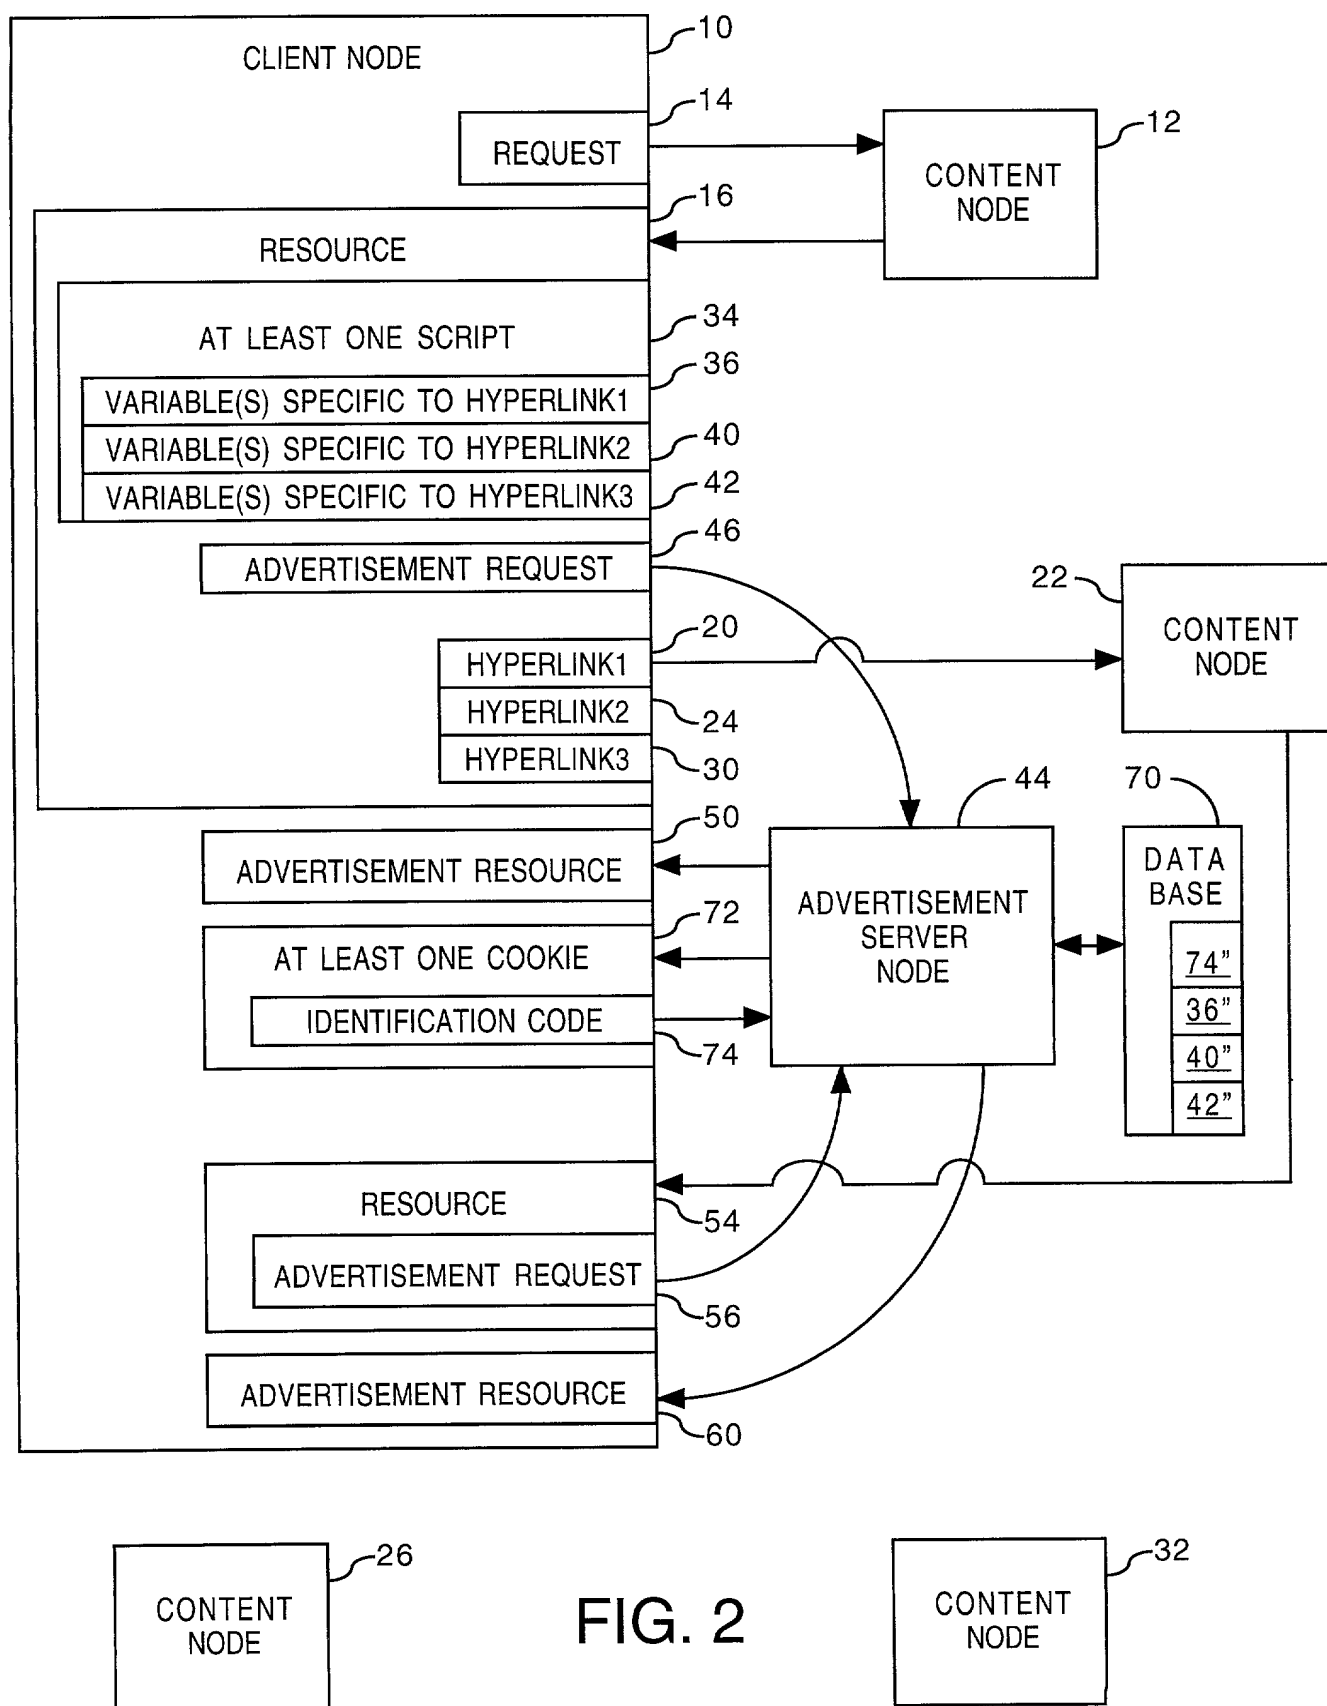 CLIENT NODE
10
14
REQUEST
12
CONTENT
NODE
16
RESOURCE
34
AT LEAST ONE SCRIPT
36
VARIABLE(S) SPECIFIC TO HYPERLINK1
VARIABLE(S) SPECIFIC TO HYPERLINK2
40
VARIABLE(S) SPECIFIC TO HYPERLINK3
42
46
ADVERTISEMENT REQUEST
22
CONTENT
NODE
20
HYPERLINK1
HYPERLINK2
24
HYPERLINK3
30
44
70
50
ADVERTISEMENT RESOURCE
DATA
BASE
ADVERTISEMENT
SERVER
NODE
72
AT LEAST ONE COOKIE
IDENTIFICATION CODE
74
74”
36”
40”
42”
RESOURCE
54
ADVERTISEMENT REQUEST
56
ADVERTISEMENT RESOURCE
60
26
CONTENT
NODE
FIG. 2
32
CONTENT
NODE